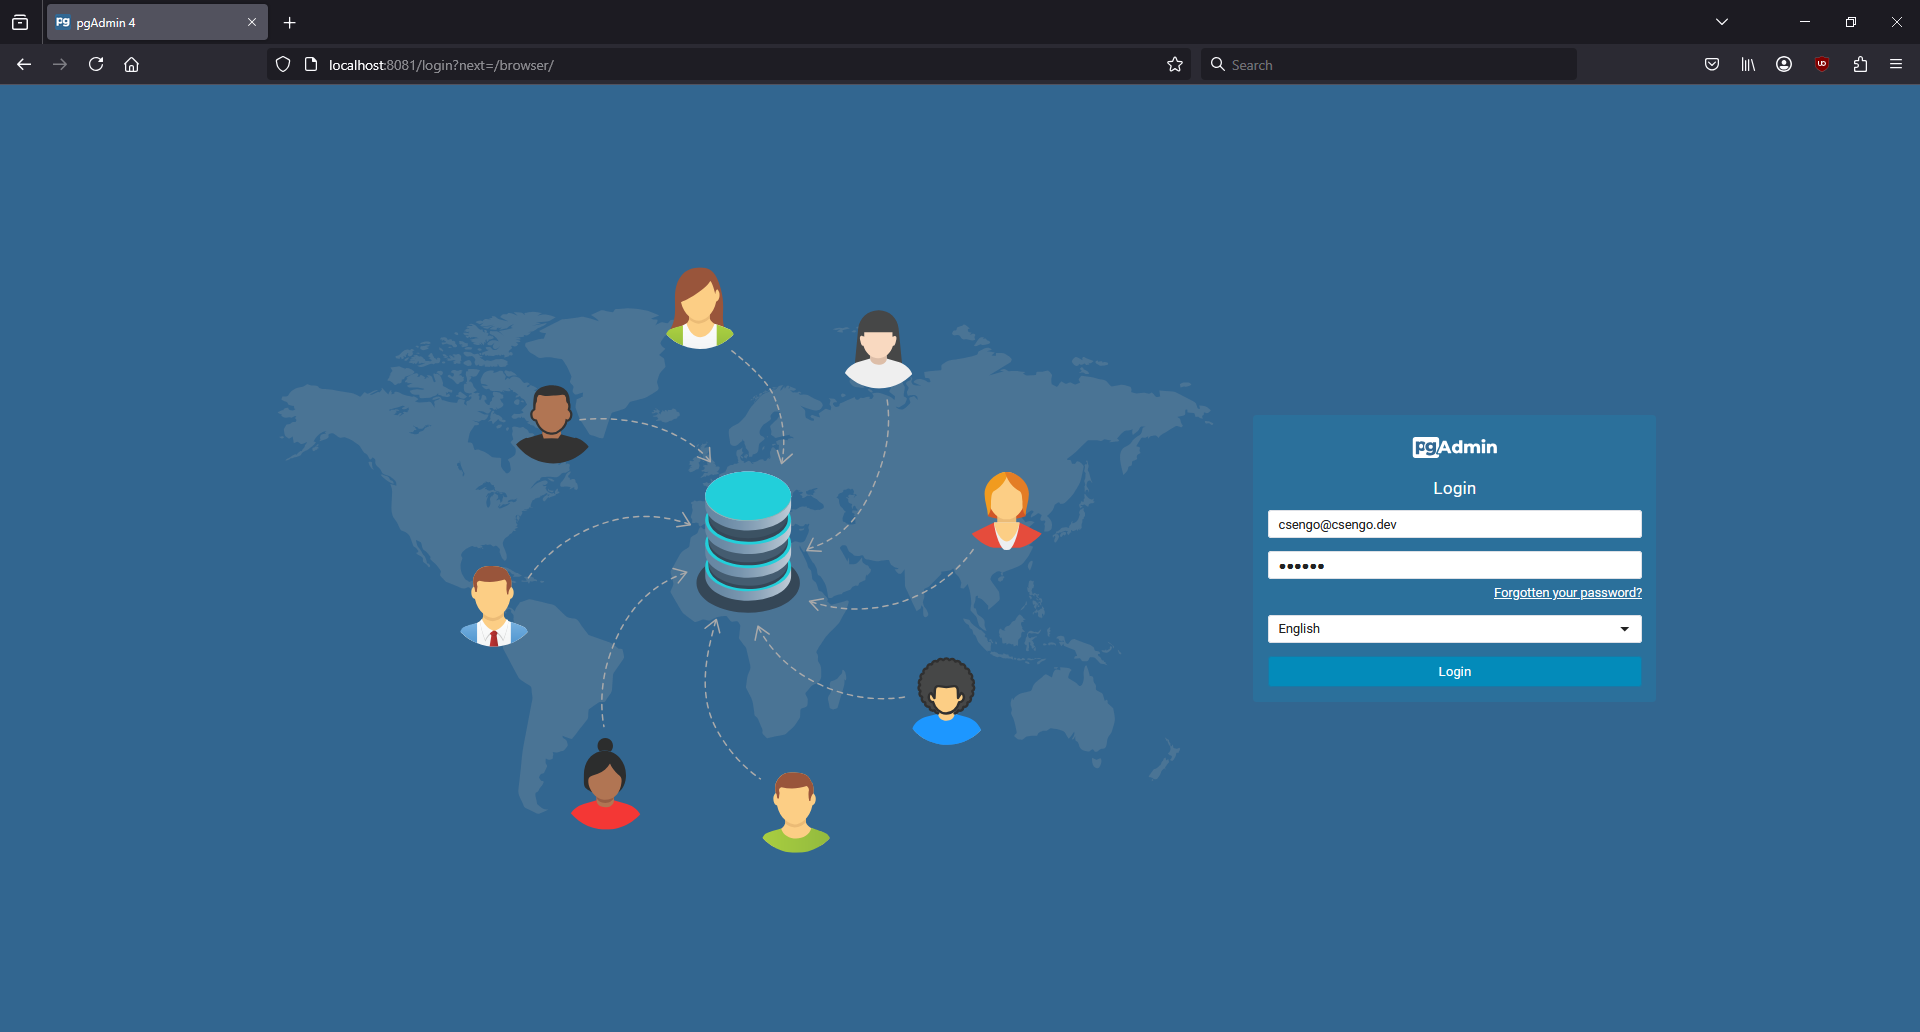 pgAdmin 4
localhost:8081/login?next=/browser/
Search
pgAdmin
Login
csengo@csengo.dev
••••••
Forgotten your password?
English
Login